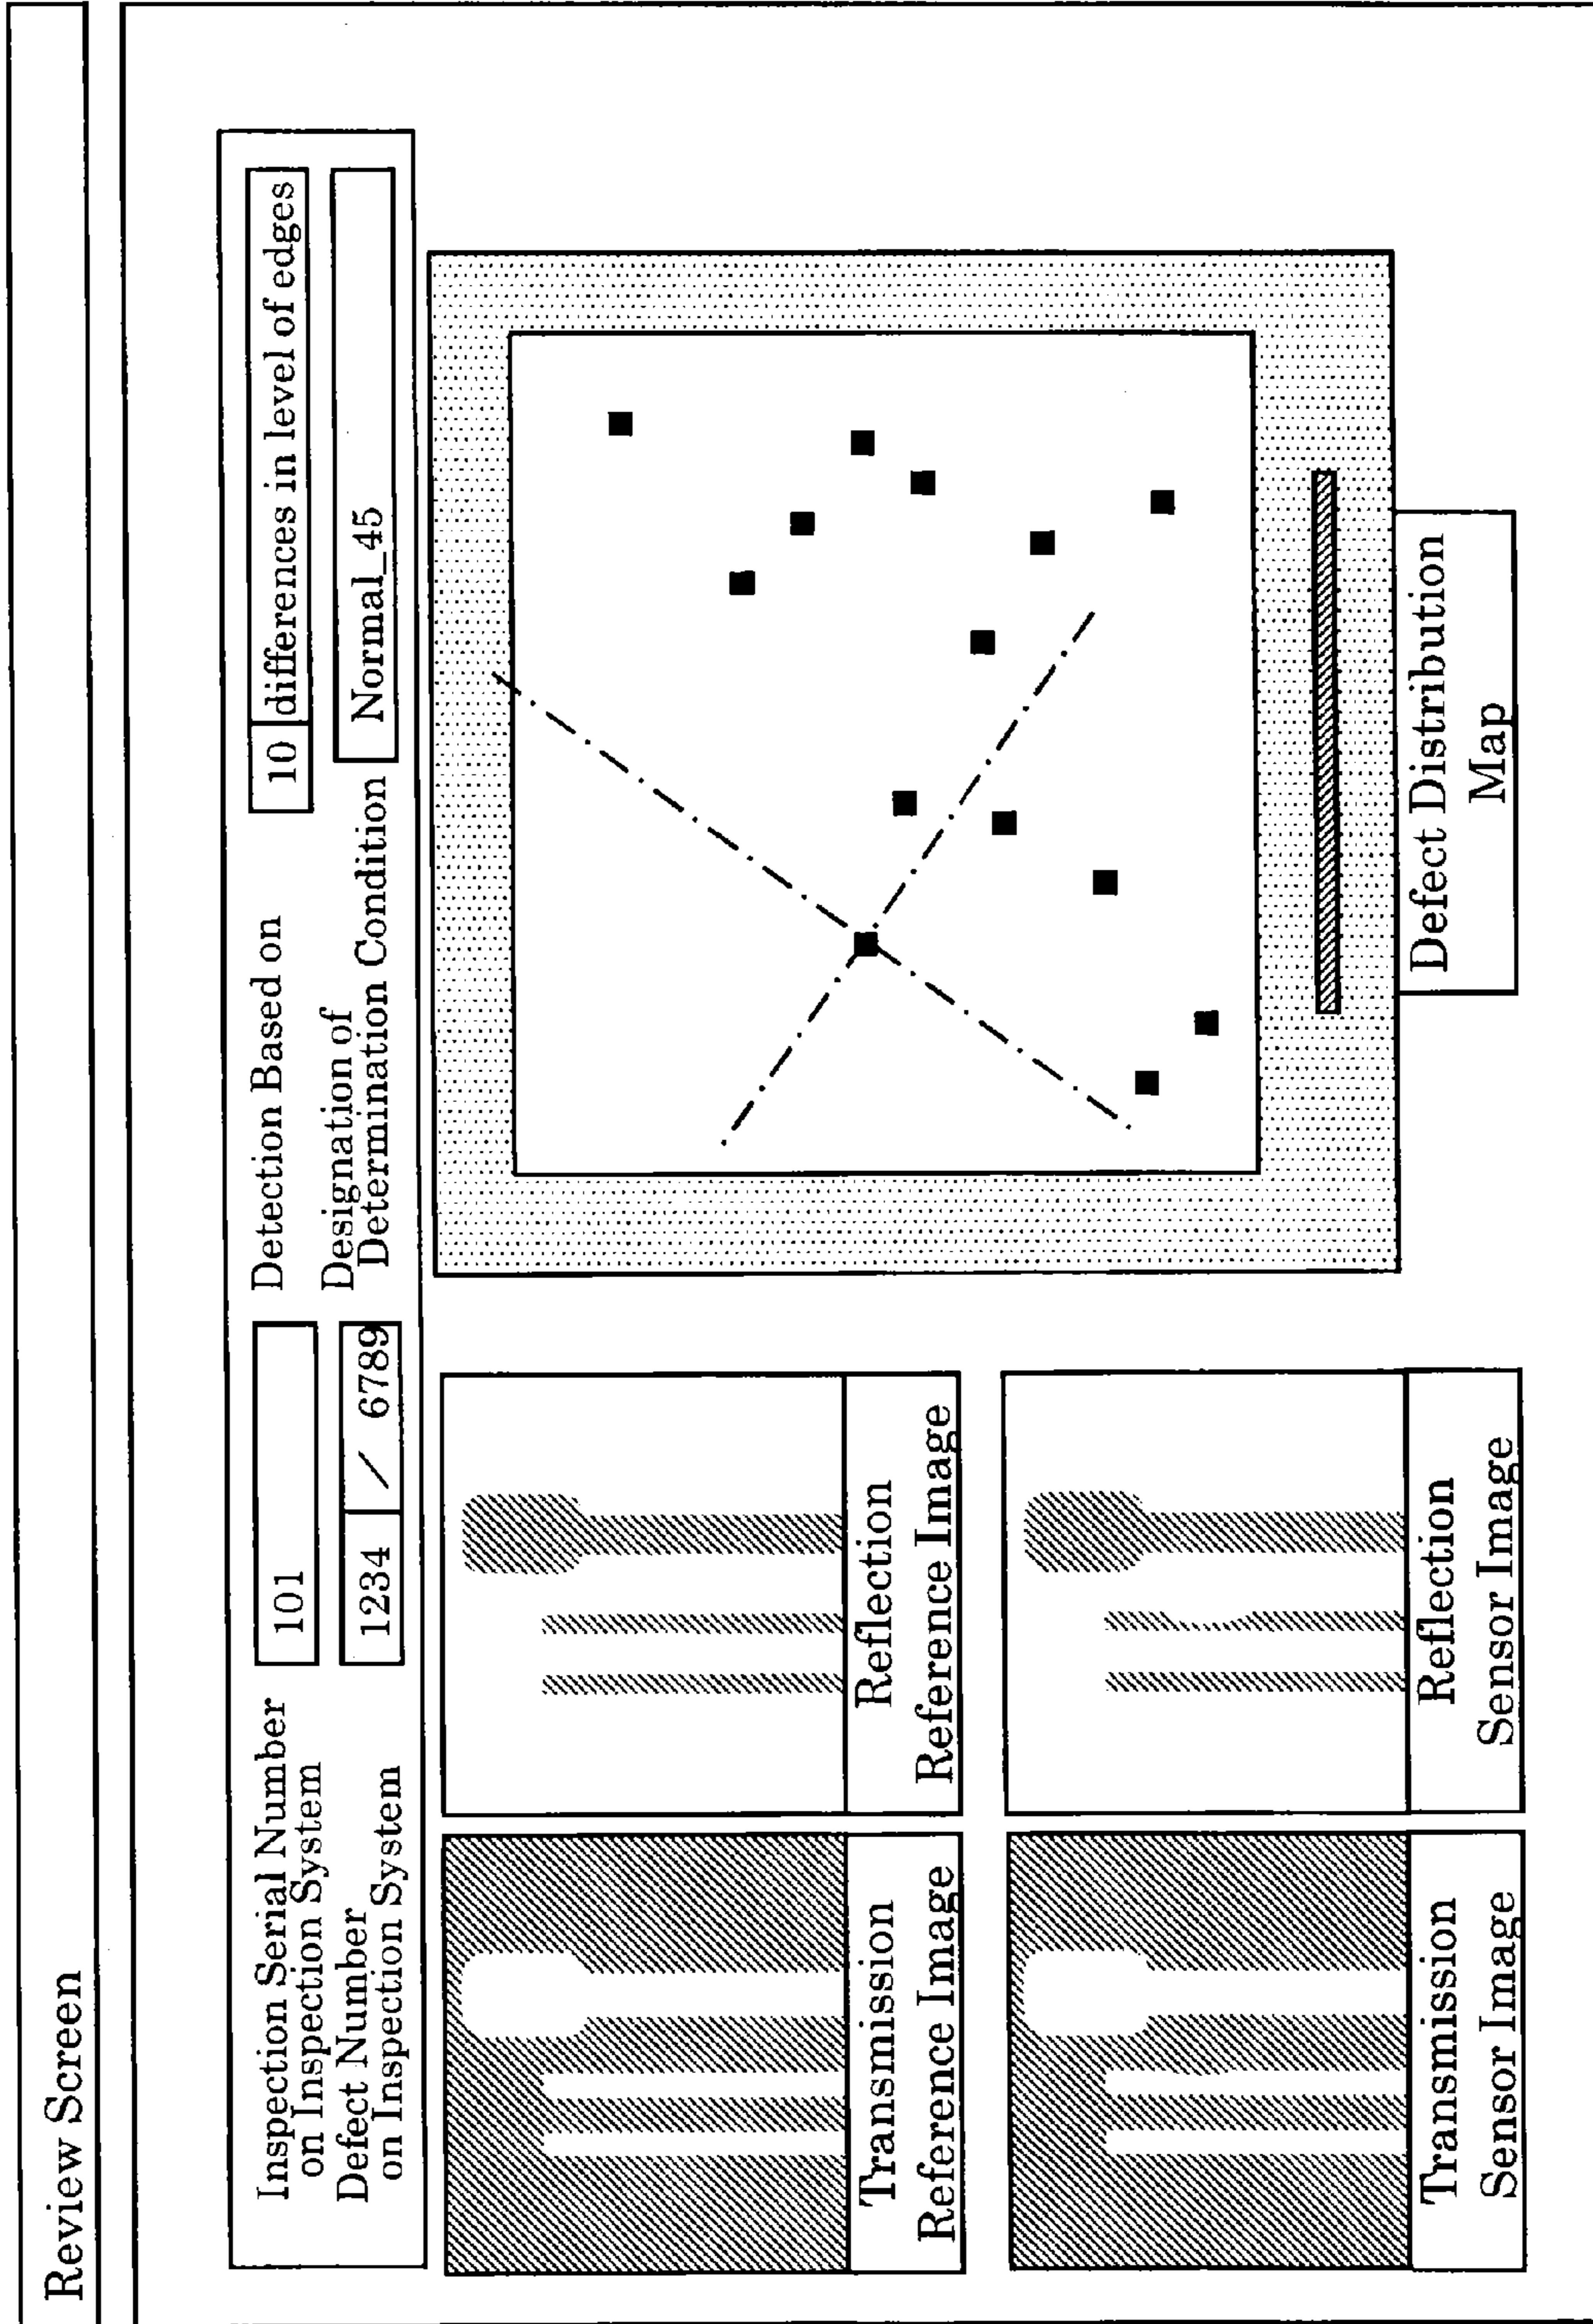 Review Screen
Inspection Serial Number
on Inspection System
101
Detection Based on
10 differences in level of edges
Defect Number
on Inspection System
1234 / 6789
Designation of
Determination Condition
Normal_45
Transmission
Reference Image
Reflection
Reference Image
Transmission
Sensor Image
Reflection
Sensor Image
Defect Distribution
Map